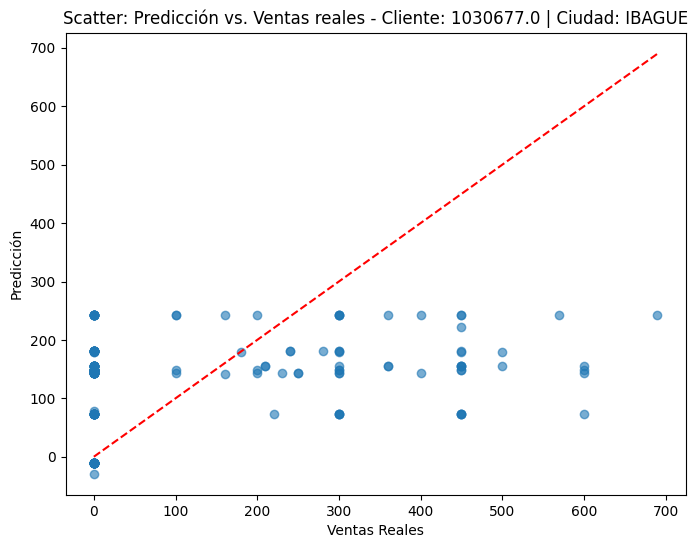 Scatter: Predicción vs. Ventas reales - Cliente: 1030677.0 | Ciudad: IBAGUE
700
600
500
400
300
200
100
0
Predicción
0 100 200 300 400 500 600 700
Ventas Reales